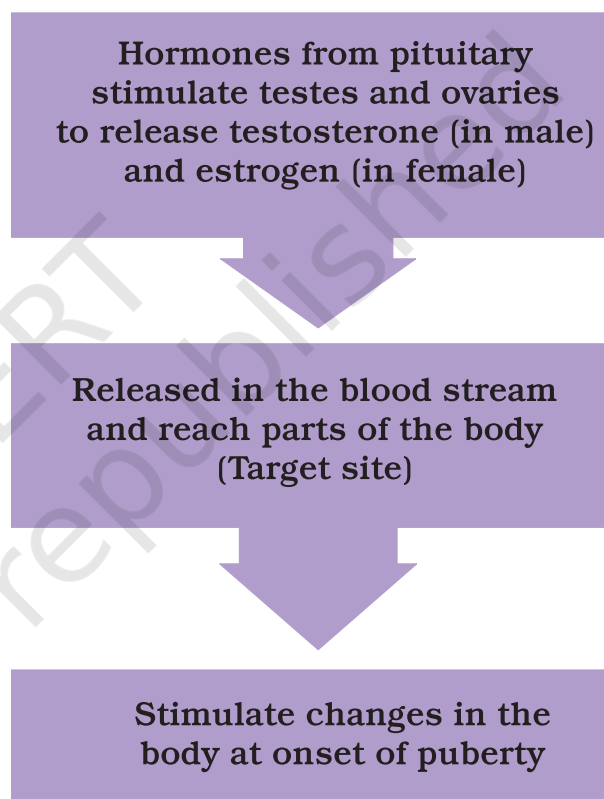 Hormones from pituitary
stimulate testes and ovaries
to release testosterone (in male)
and estrogen (in female)
Released in the blood stream
and reach parts of the body
(Target site)
Stimulate changes in the
body at onset of puberty
ERT
republished